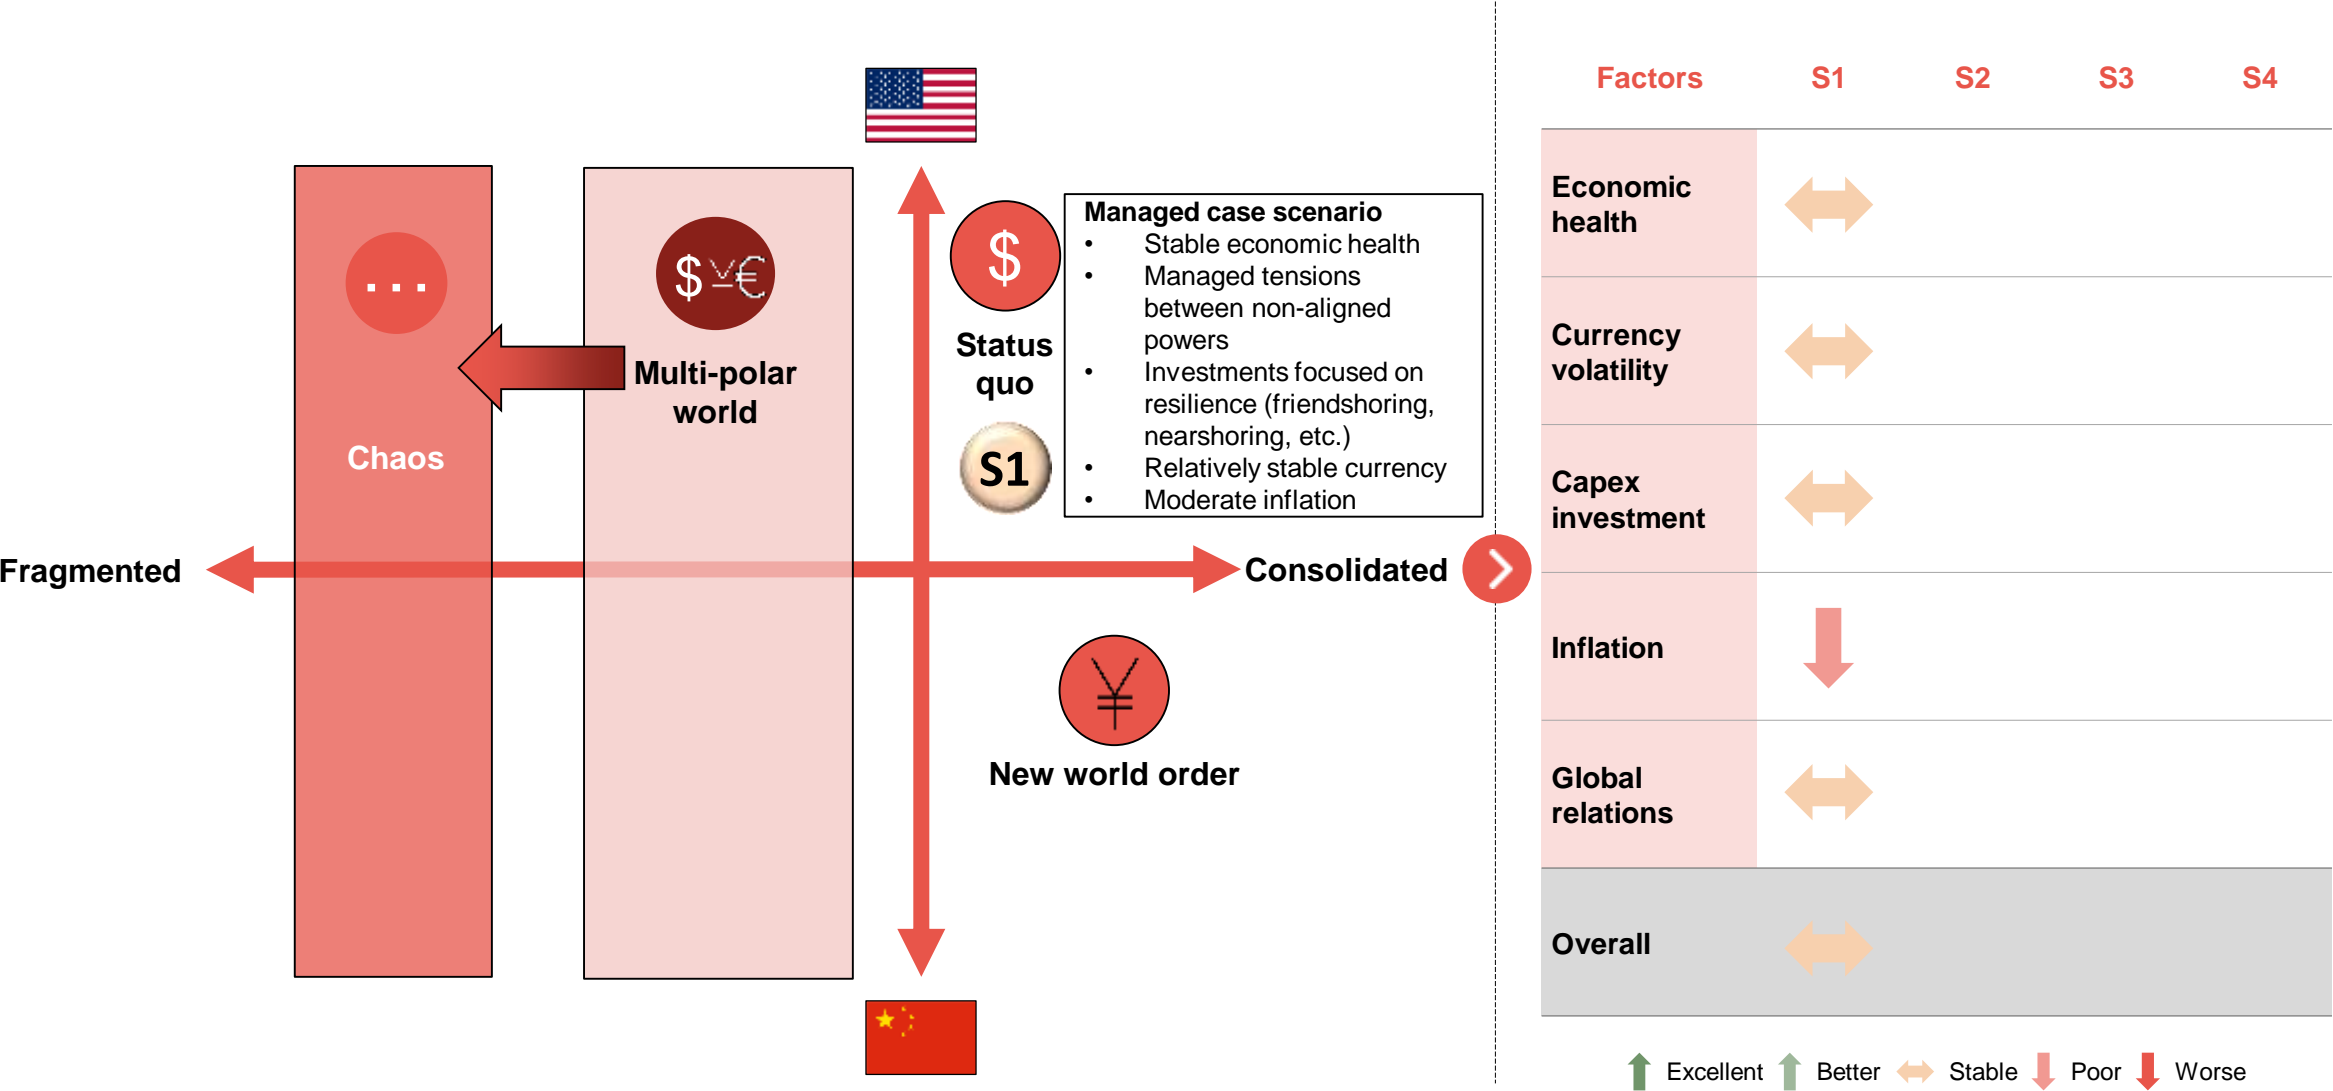 $
Managed case scenario
• Stable economic health
• Managed tensions
between non-aligned
powers
• Investments focused on
resilience (friendshoring,
nearshoring, etc.)
• Relatively stable currency
• Moderate inflation
Status
quo
S1
...
Chaos
$¥€
Multi-polar
world
Fragmented
Consolidated
¥
New world order
Factors S1 S2 S3 S4
Economic
health
Currency
volatility
Capex
investment
Inflation
Global
relations
Overall
Excellent Better Stable Poor Worse